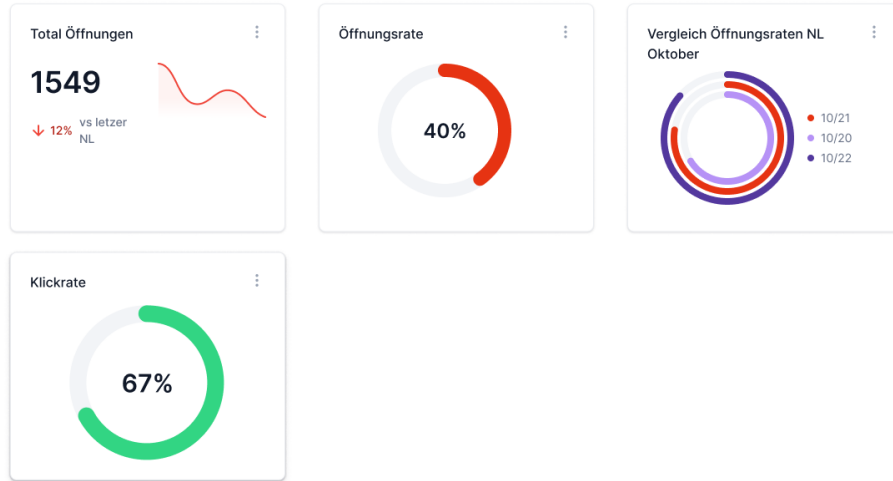 Total Öffnungen
1549
12%
vs letzer
NL
Öffnungsrate
40%
Vergleich Öffnungsraten NL
Oktober
10/21
10/20
10/22
Klickrate
67%